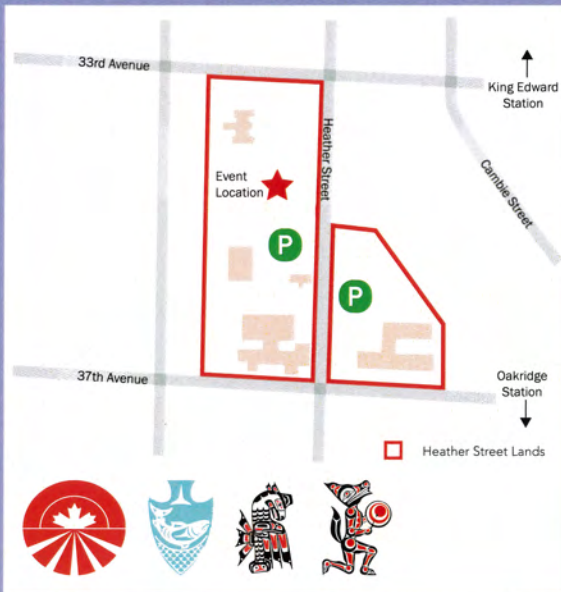 33rd Avenue
King Edward
Station
Heather Street
Cambie Street
Event
Location
P
P
37th Avenue
Oakridge
Station
Heather Street Lands